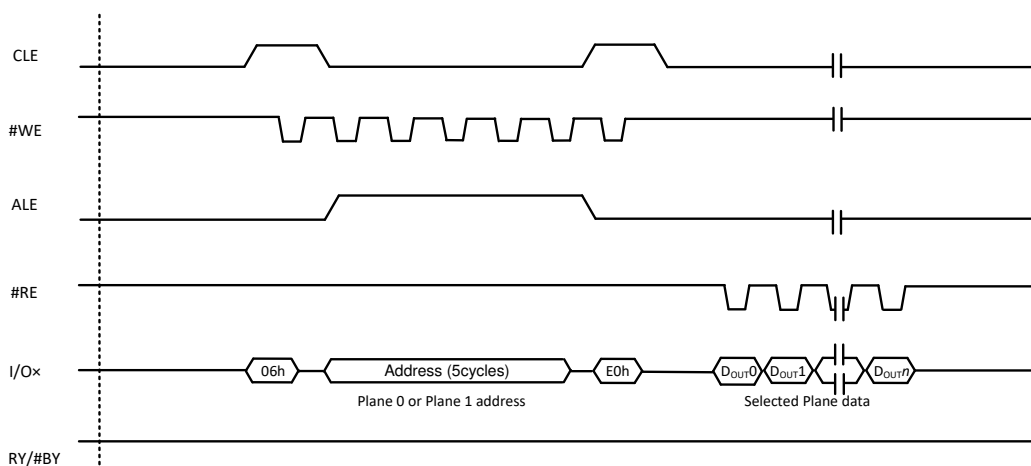 CLE
#WE
ALE
#RE
I/O×
06h Address (5cycles) E0h DOUT0 DOUT1 DOUTn
Plane 0 or Plane 1 address Selected Plane data
RY/#BY